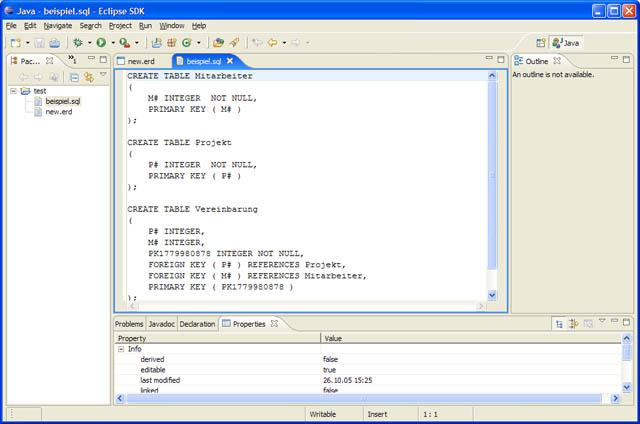 Java - beispiel.sql - Eclipse SDK
File Edit Navigate Search Project Run Window Help
Java
Pac...
new.erd
beispiel.sql
Outline
An outline is not available.
test
beispiel.sql
new.erd
CREATE TABLE Mitarbeiter
(
M# INTEGER  NOT NULL,
PRIMARY KEY ( M# )
);
CREATE TABLE Projekt
(
P# INTEGER  NOT NULL,
PRIMARY KEY ( P# )
);
CREATE TABLE Vereinbarung
(
P# INTEGER,
M# INTEGER,
PK1779980878 INTEGER NOT NULL,
FOREIGN KEY ( P# ) REFERENCES Projekt,
FOREIGN KEY ( M# ) REFERENCES Mitarbeiter,
PRIMARY KEY ( PK1779980878 )
);
Problems Javadoc Declaration Properties
Property Value
Info
derived false
editable true
last modified 26.10.05 15:25
linked false
Writable Insert 1 : 1